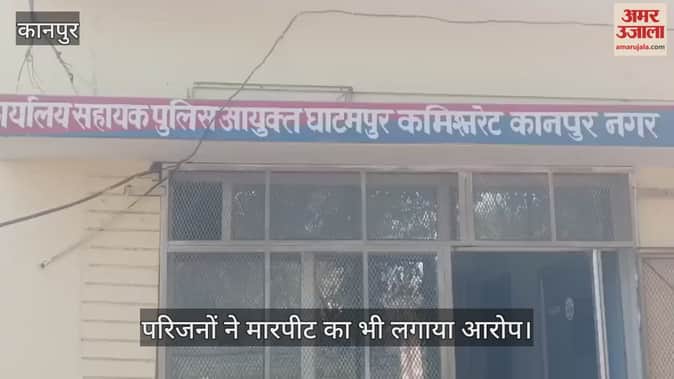 कानपुर
अमर
उजाला
amarujala.com
कार्यालय सहायक पुलिस आयुक्त घाटमपुर कमिश्नरेट कानपुर नगर
परिजनों ने मारपीट का भी लगाया आरोप।